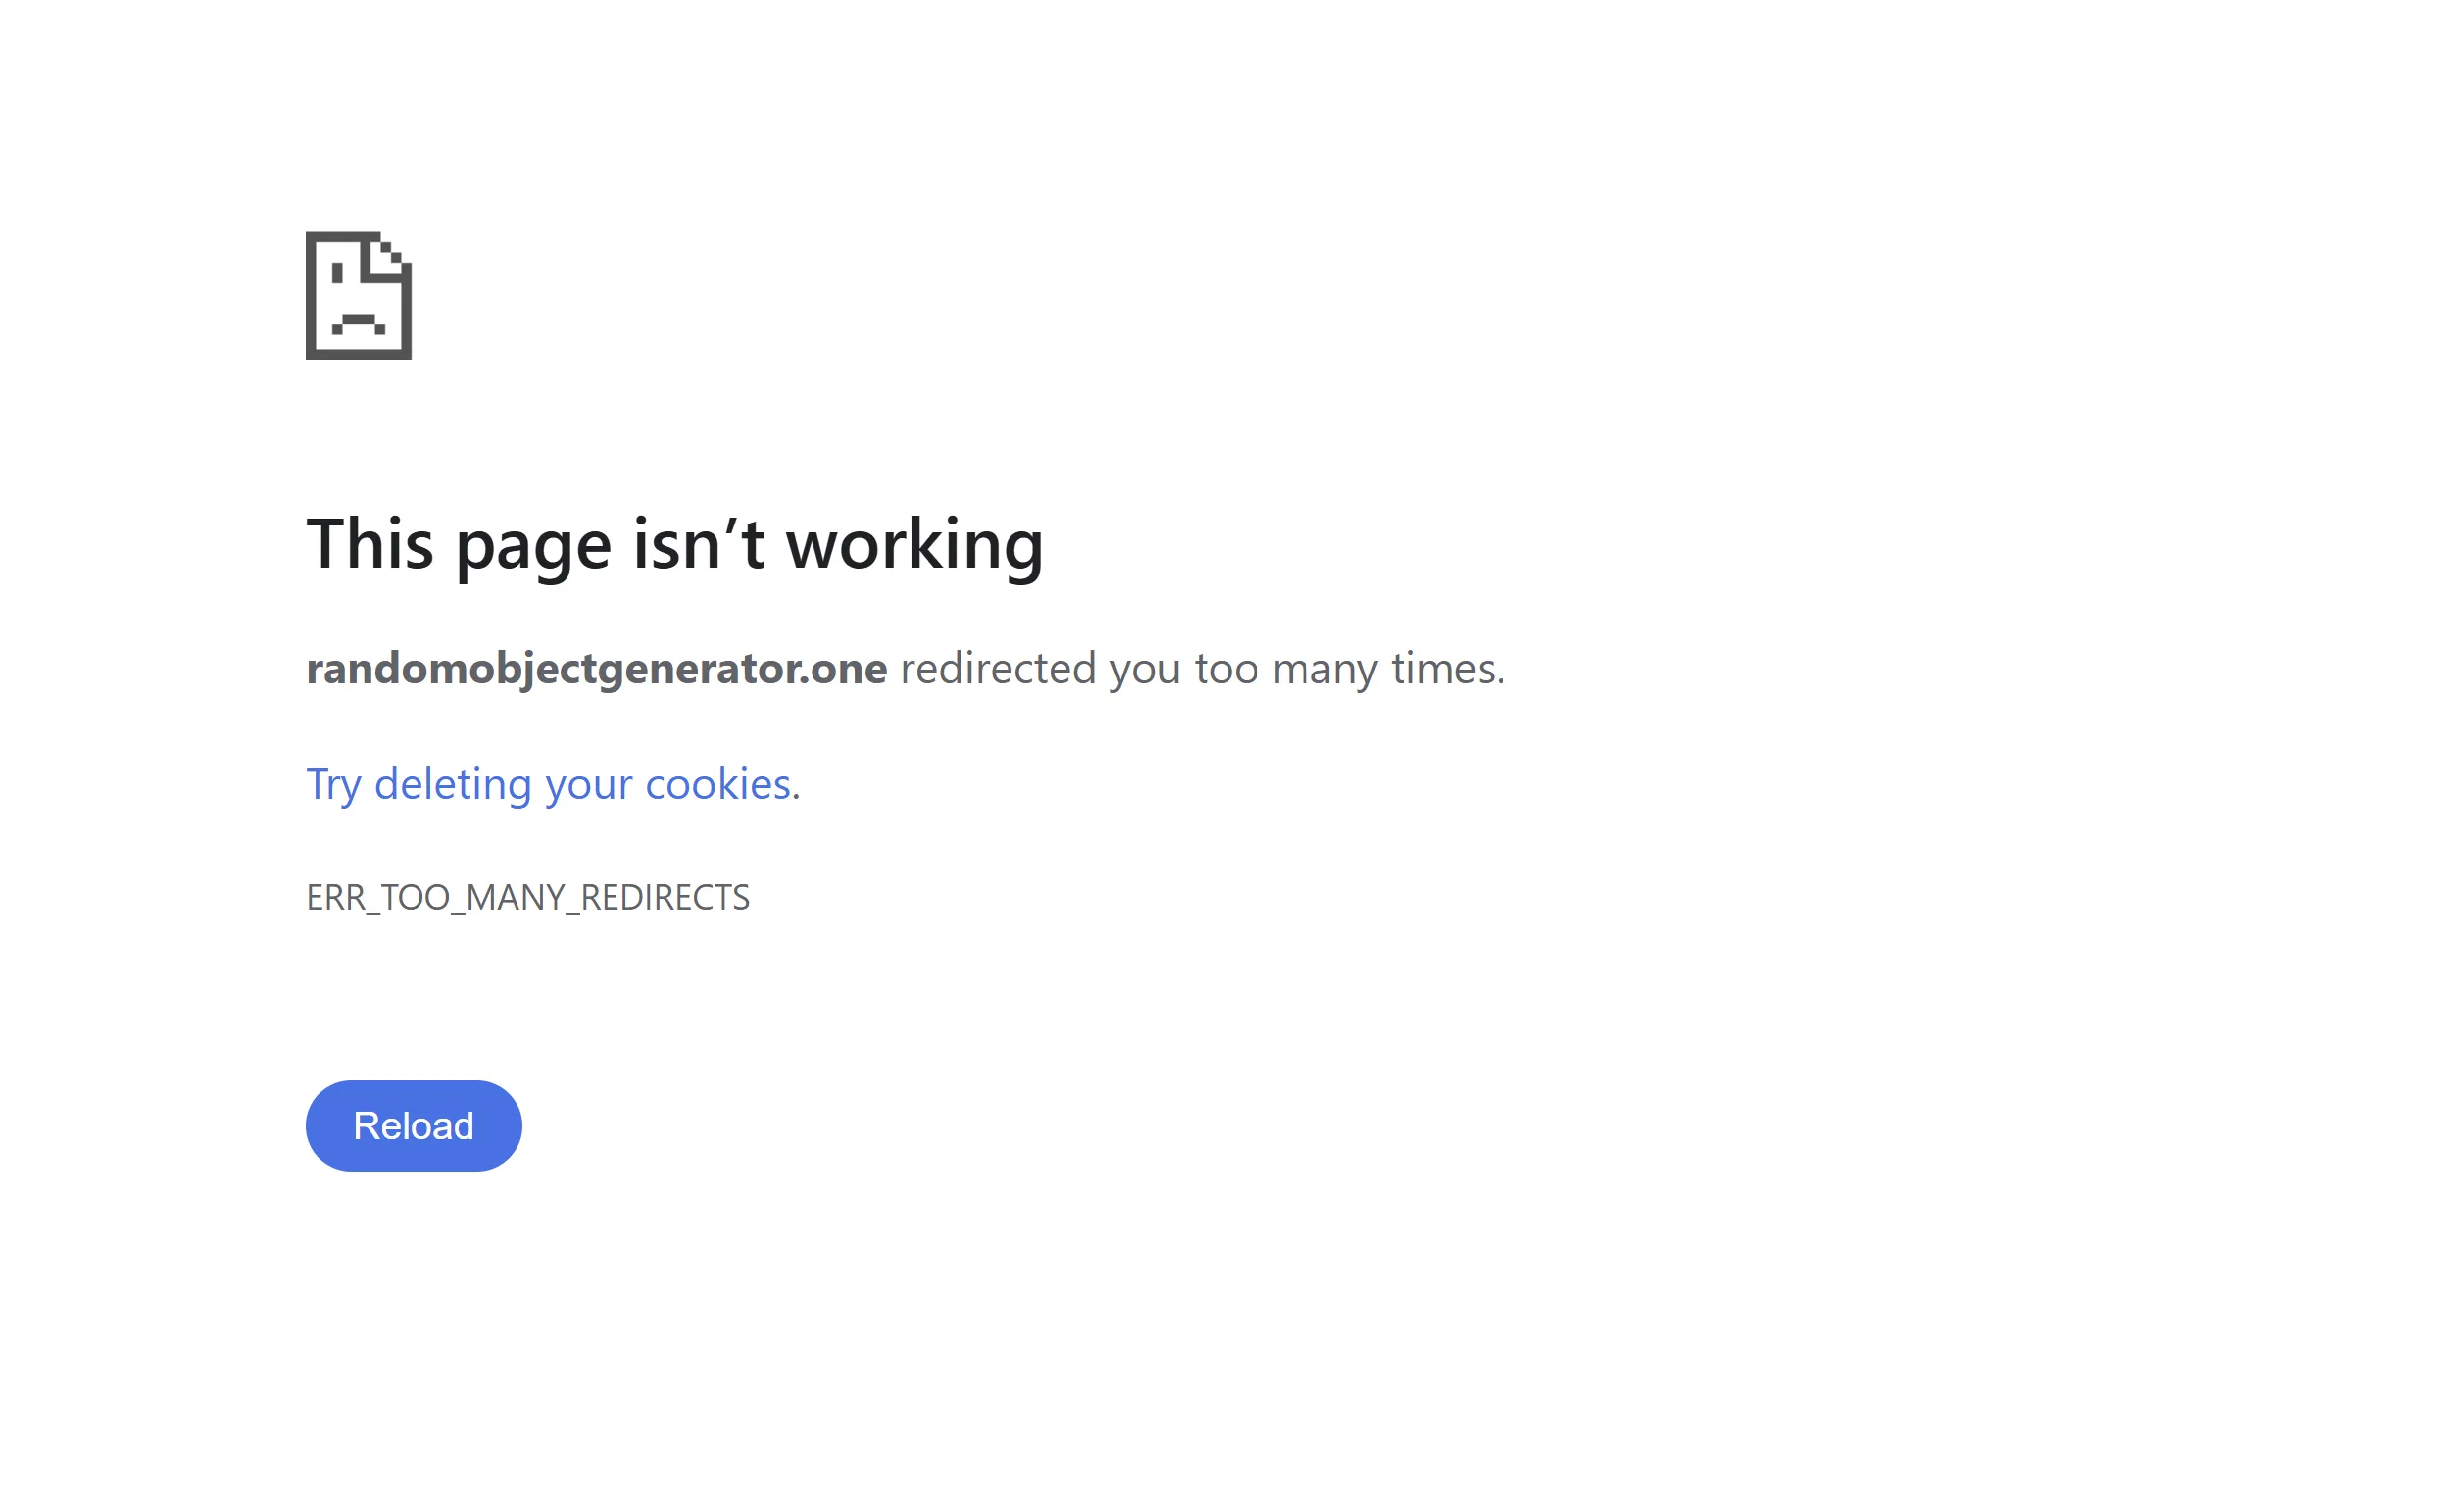 This page isn’t working
randomobjectgenerator.one redirected you too many times.
Try deleting your cookies.
ERR_TOO_MANY_REDIRECTS
Reload